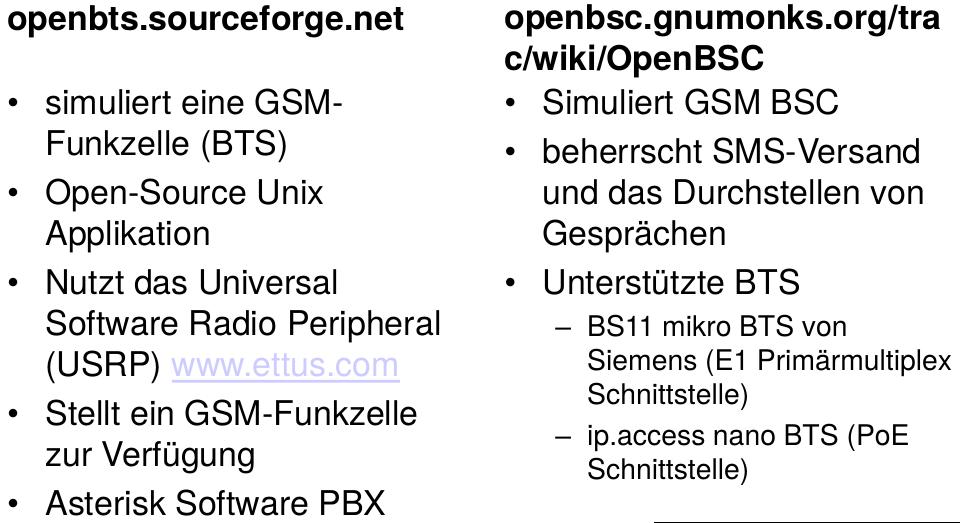 openbts.sourceforge.net
• simuliert eine GSM-
Funkzelle (BTS)
• Open-Source Unix
Applikation
• Nutzt das Universal
Software Radio Peripheral
(USRP) www.ettus.com
• Stellt ein GSM-Funkzelle
zur Verfügung
• Asterisk Software PBX
openbsc.gnumonks.org/tra
c/wiki/OpenBSC
• Simuliert GSM BSC
• beherrscht SMS-Versand
und das Durchstellen von
Gesprächen
• Unterstützte BTS
– BS11 mikro BTS von
Siemens (E1 Primärmultiplex
Schnittstelle)
– ip.access nano BTS (PoE
Schnittstelle)